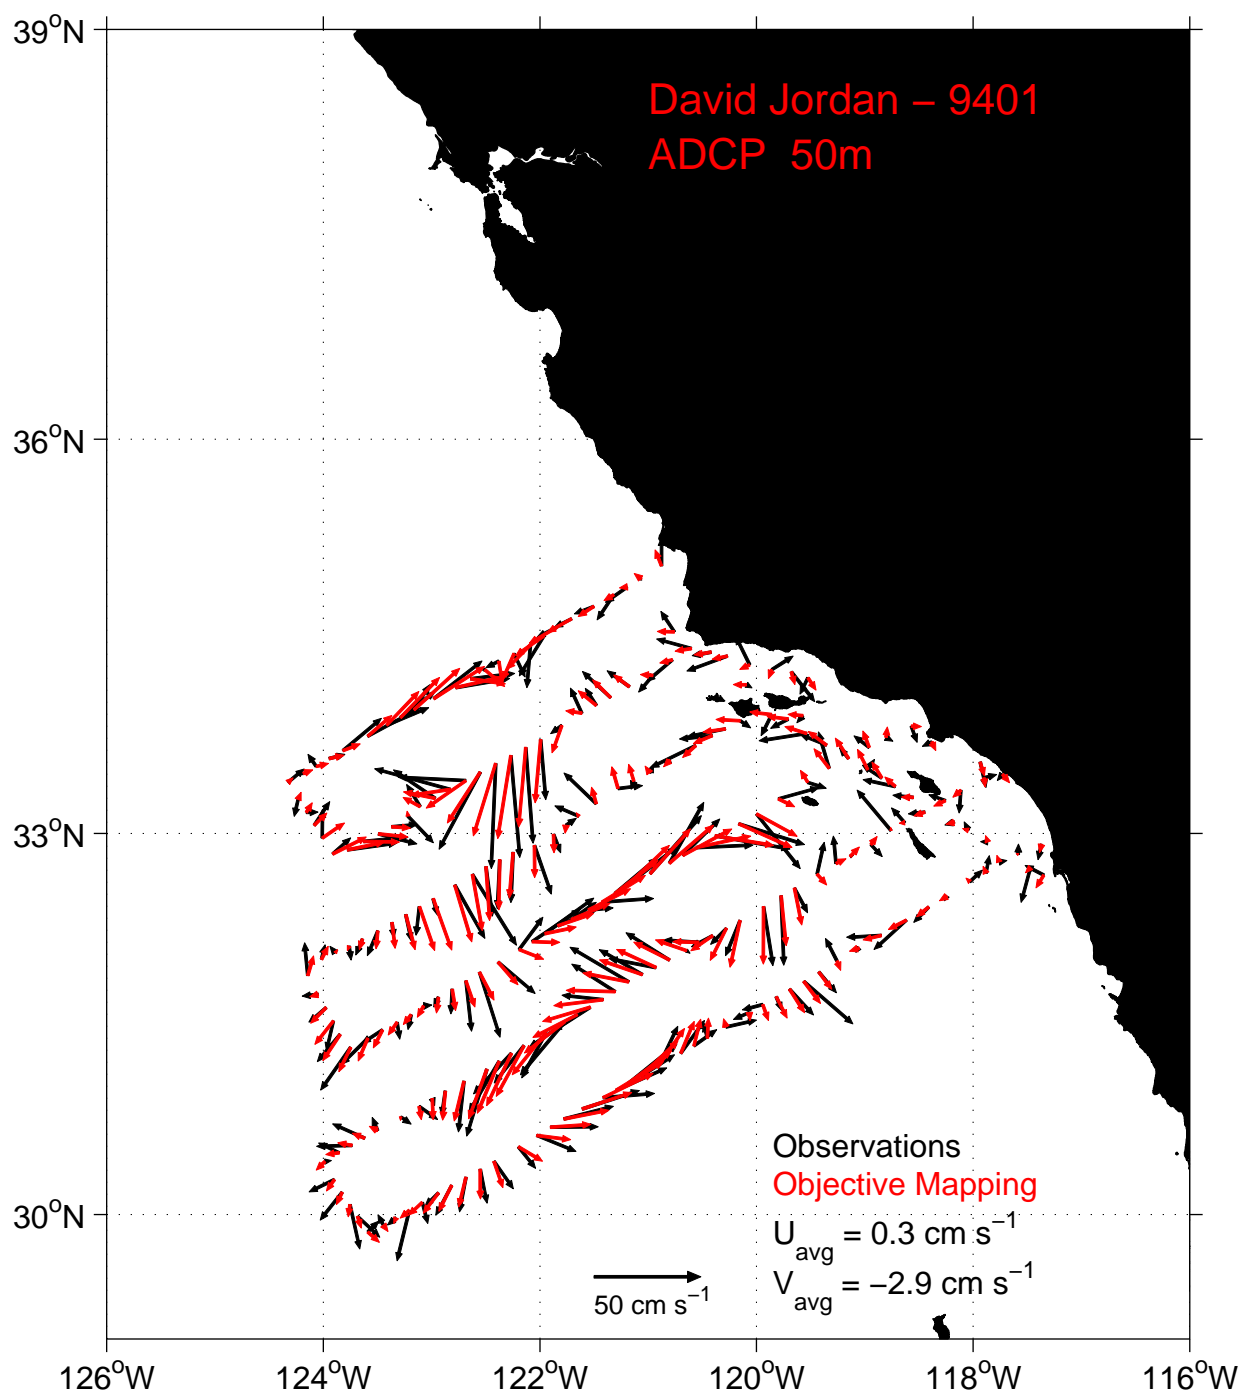 39°N
David Jordan – 9401
ADCP 50m
36°N
33°N
Observations
Objective Mapping
30°N
U_avg = 0.3 cm s⁻¹
V_avg = −2.9 cm s⁻¹
50 cm s⁻¹
126°W 124°W 122°W 120°W 118°W 116°W